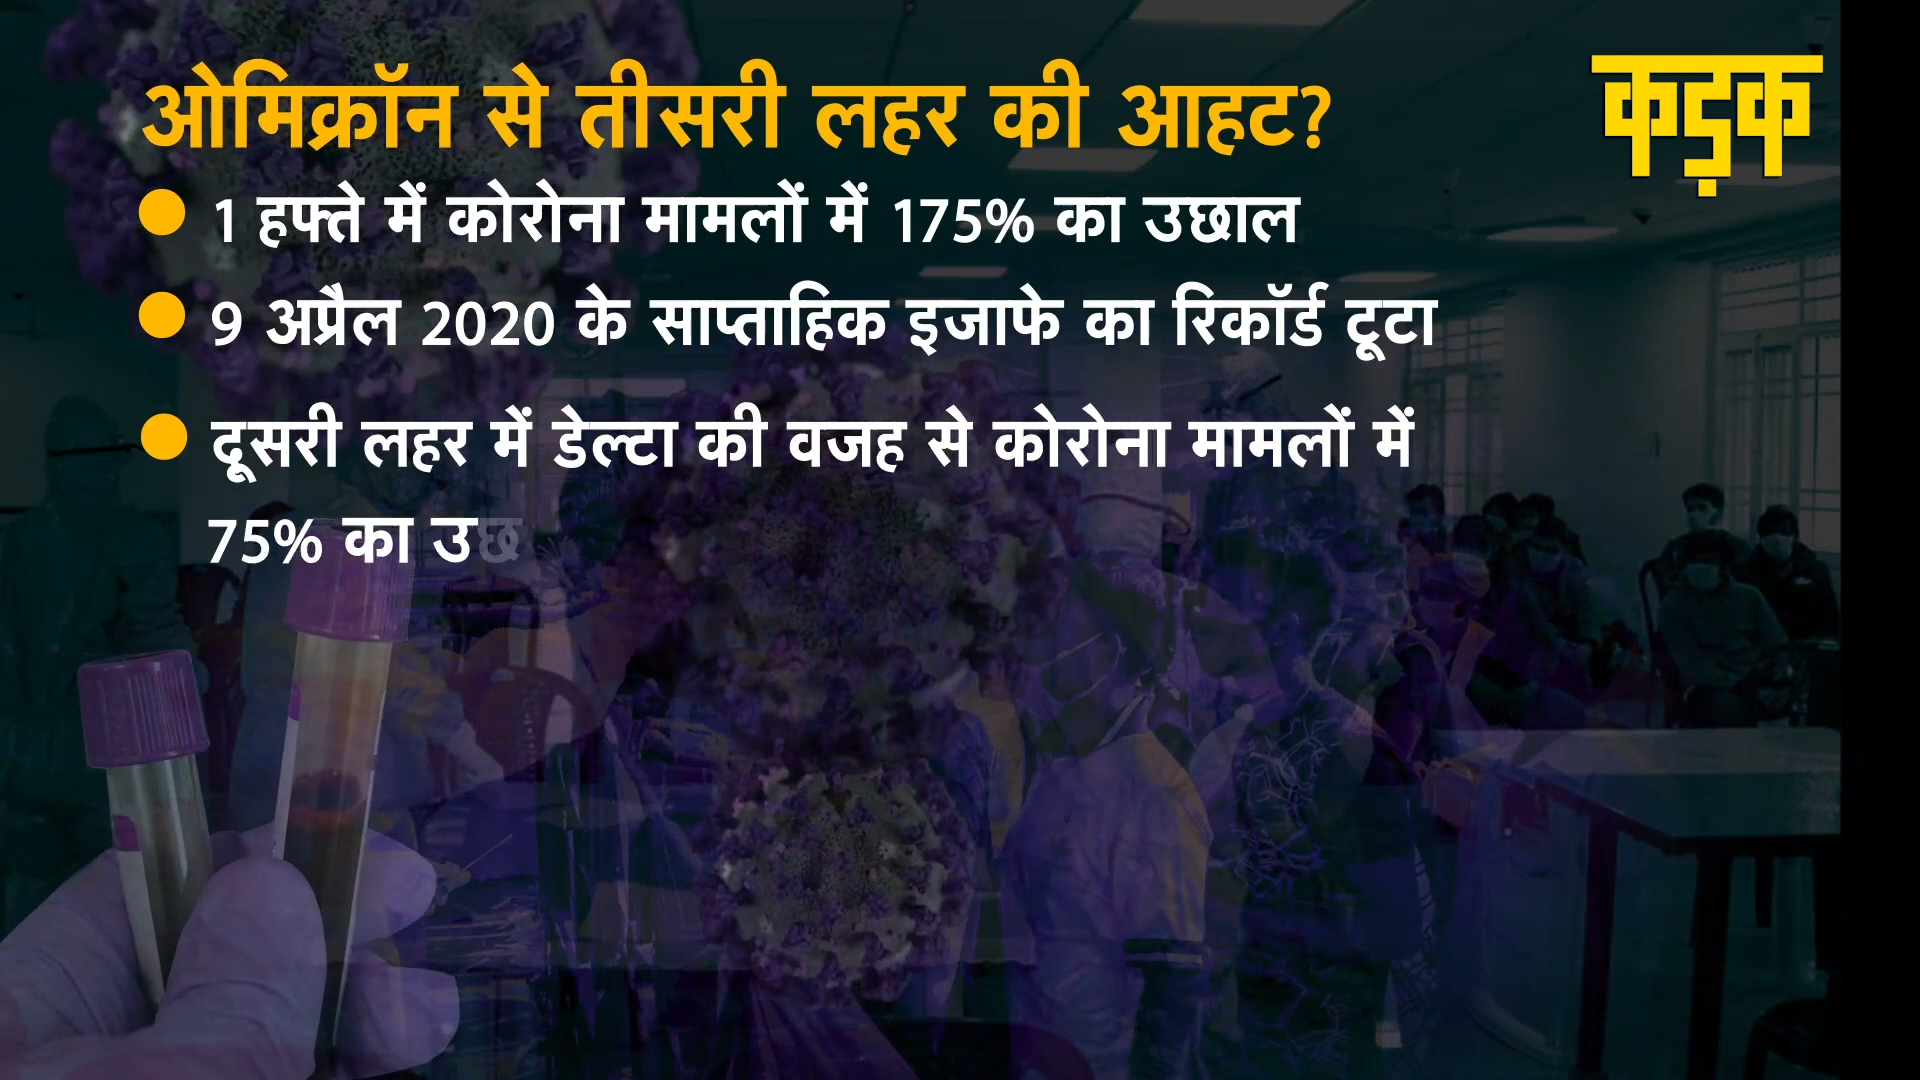 ओमिक्रॉन से तीसरी लहर की आहट?
कड़क
1 हफ्ते में कोरोना मामलों में 175% का उछाल
9 अप्रैल 2020 के साप्ताहिक इजाफे का रिकॉर्ड टूटा
दूसरी लहर में डेल्टा की वजह से कोरोना मामलों में
75% का उछ